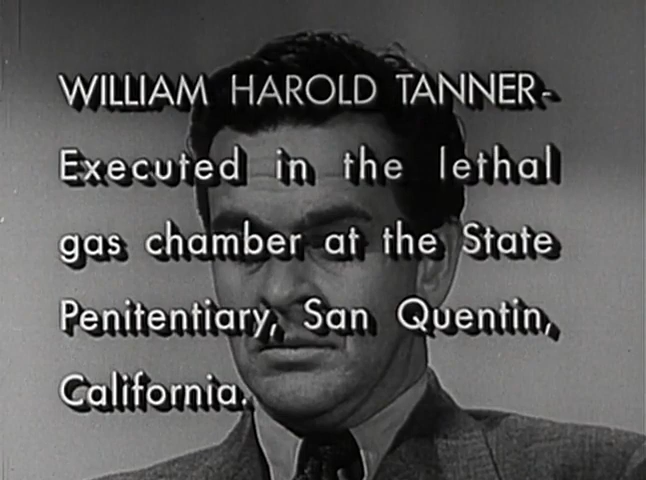 WILLIAM HAROLD TANNER-
Executed in the lethal
gas chamber at the State
Penitentiary, San Quentin,
California.